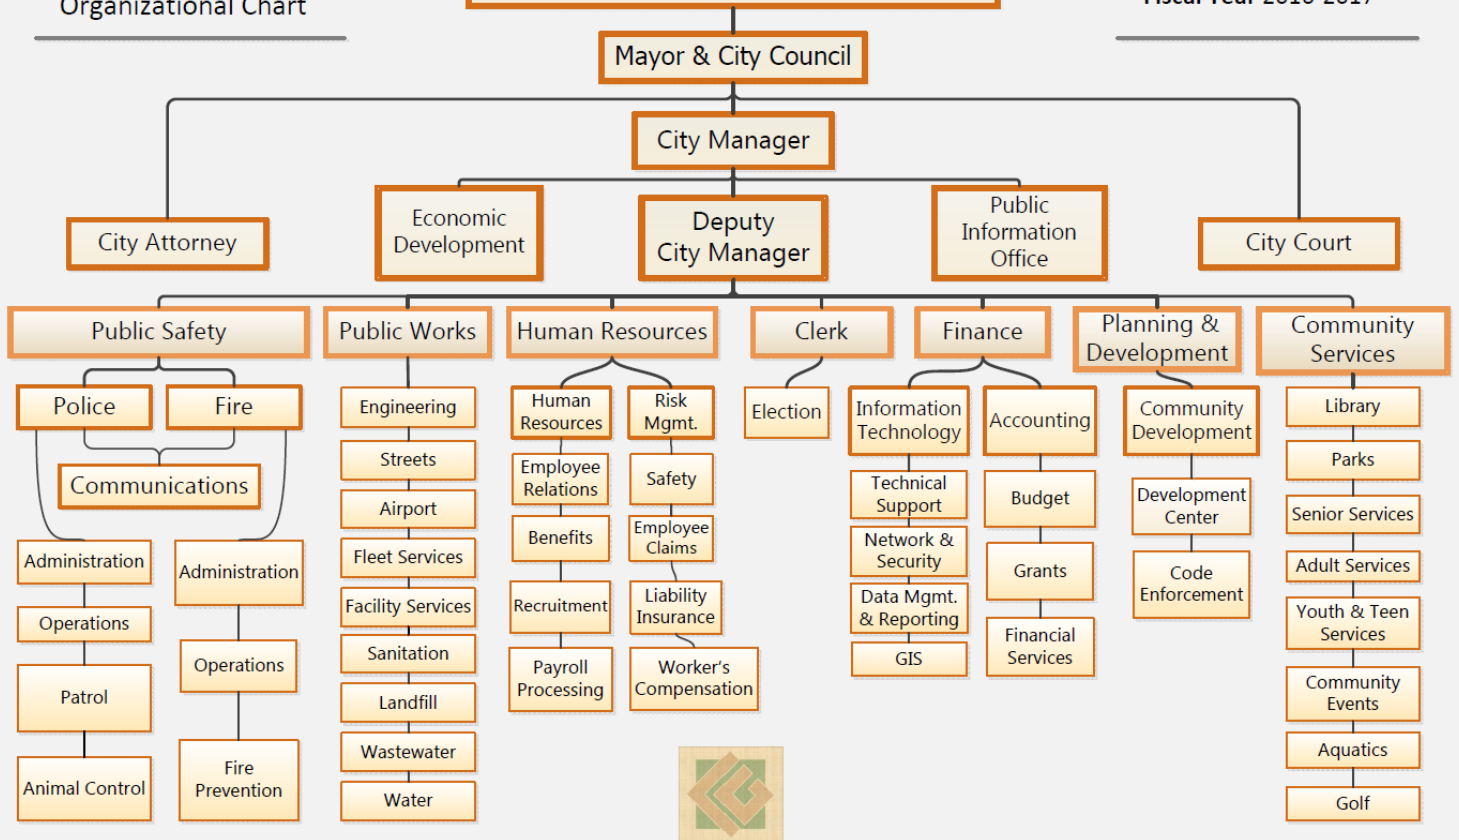 Organizational Chart
Fiscal Year 2016-2017
Mayor & City Council
City Manager
Economic
Development
Deputy
City Manager
Public
Information
Office
City Attorney
City Court
Public Safety
Public Works
Human Resources
Clerk
Finance
Planning &
Development
Community
Services
Police
Fire
Communications
Administration
Operations
Patrol
Animal Control
Administration
Operations
Fire
Prevention
Engineering
Streets
Airport
Fleet Services
Facility Services
Sanitation
Landfill
Wastewater
Water
Human
Resources
Employee
Relations
Benefits
Recruitment
Payroll
Processing
Risk
Mgmt.
Safety
Employee
Claims
Liability
Insurance
Worker's
Compensation
Election
Information
Technology
Technical
Support
Network &
Security
Data Mgmt.
& Reporting
GIS
Accounting
Budget
Grants
Financial
Services
Community
Development
Development
Center
Code
Enforcement
Library
Parks
Senior Services
Adult Services
Youth & Teen
Services
Community
Events
Aquatics
Golf